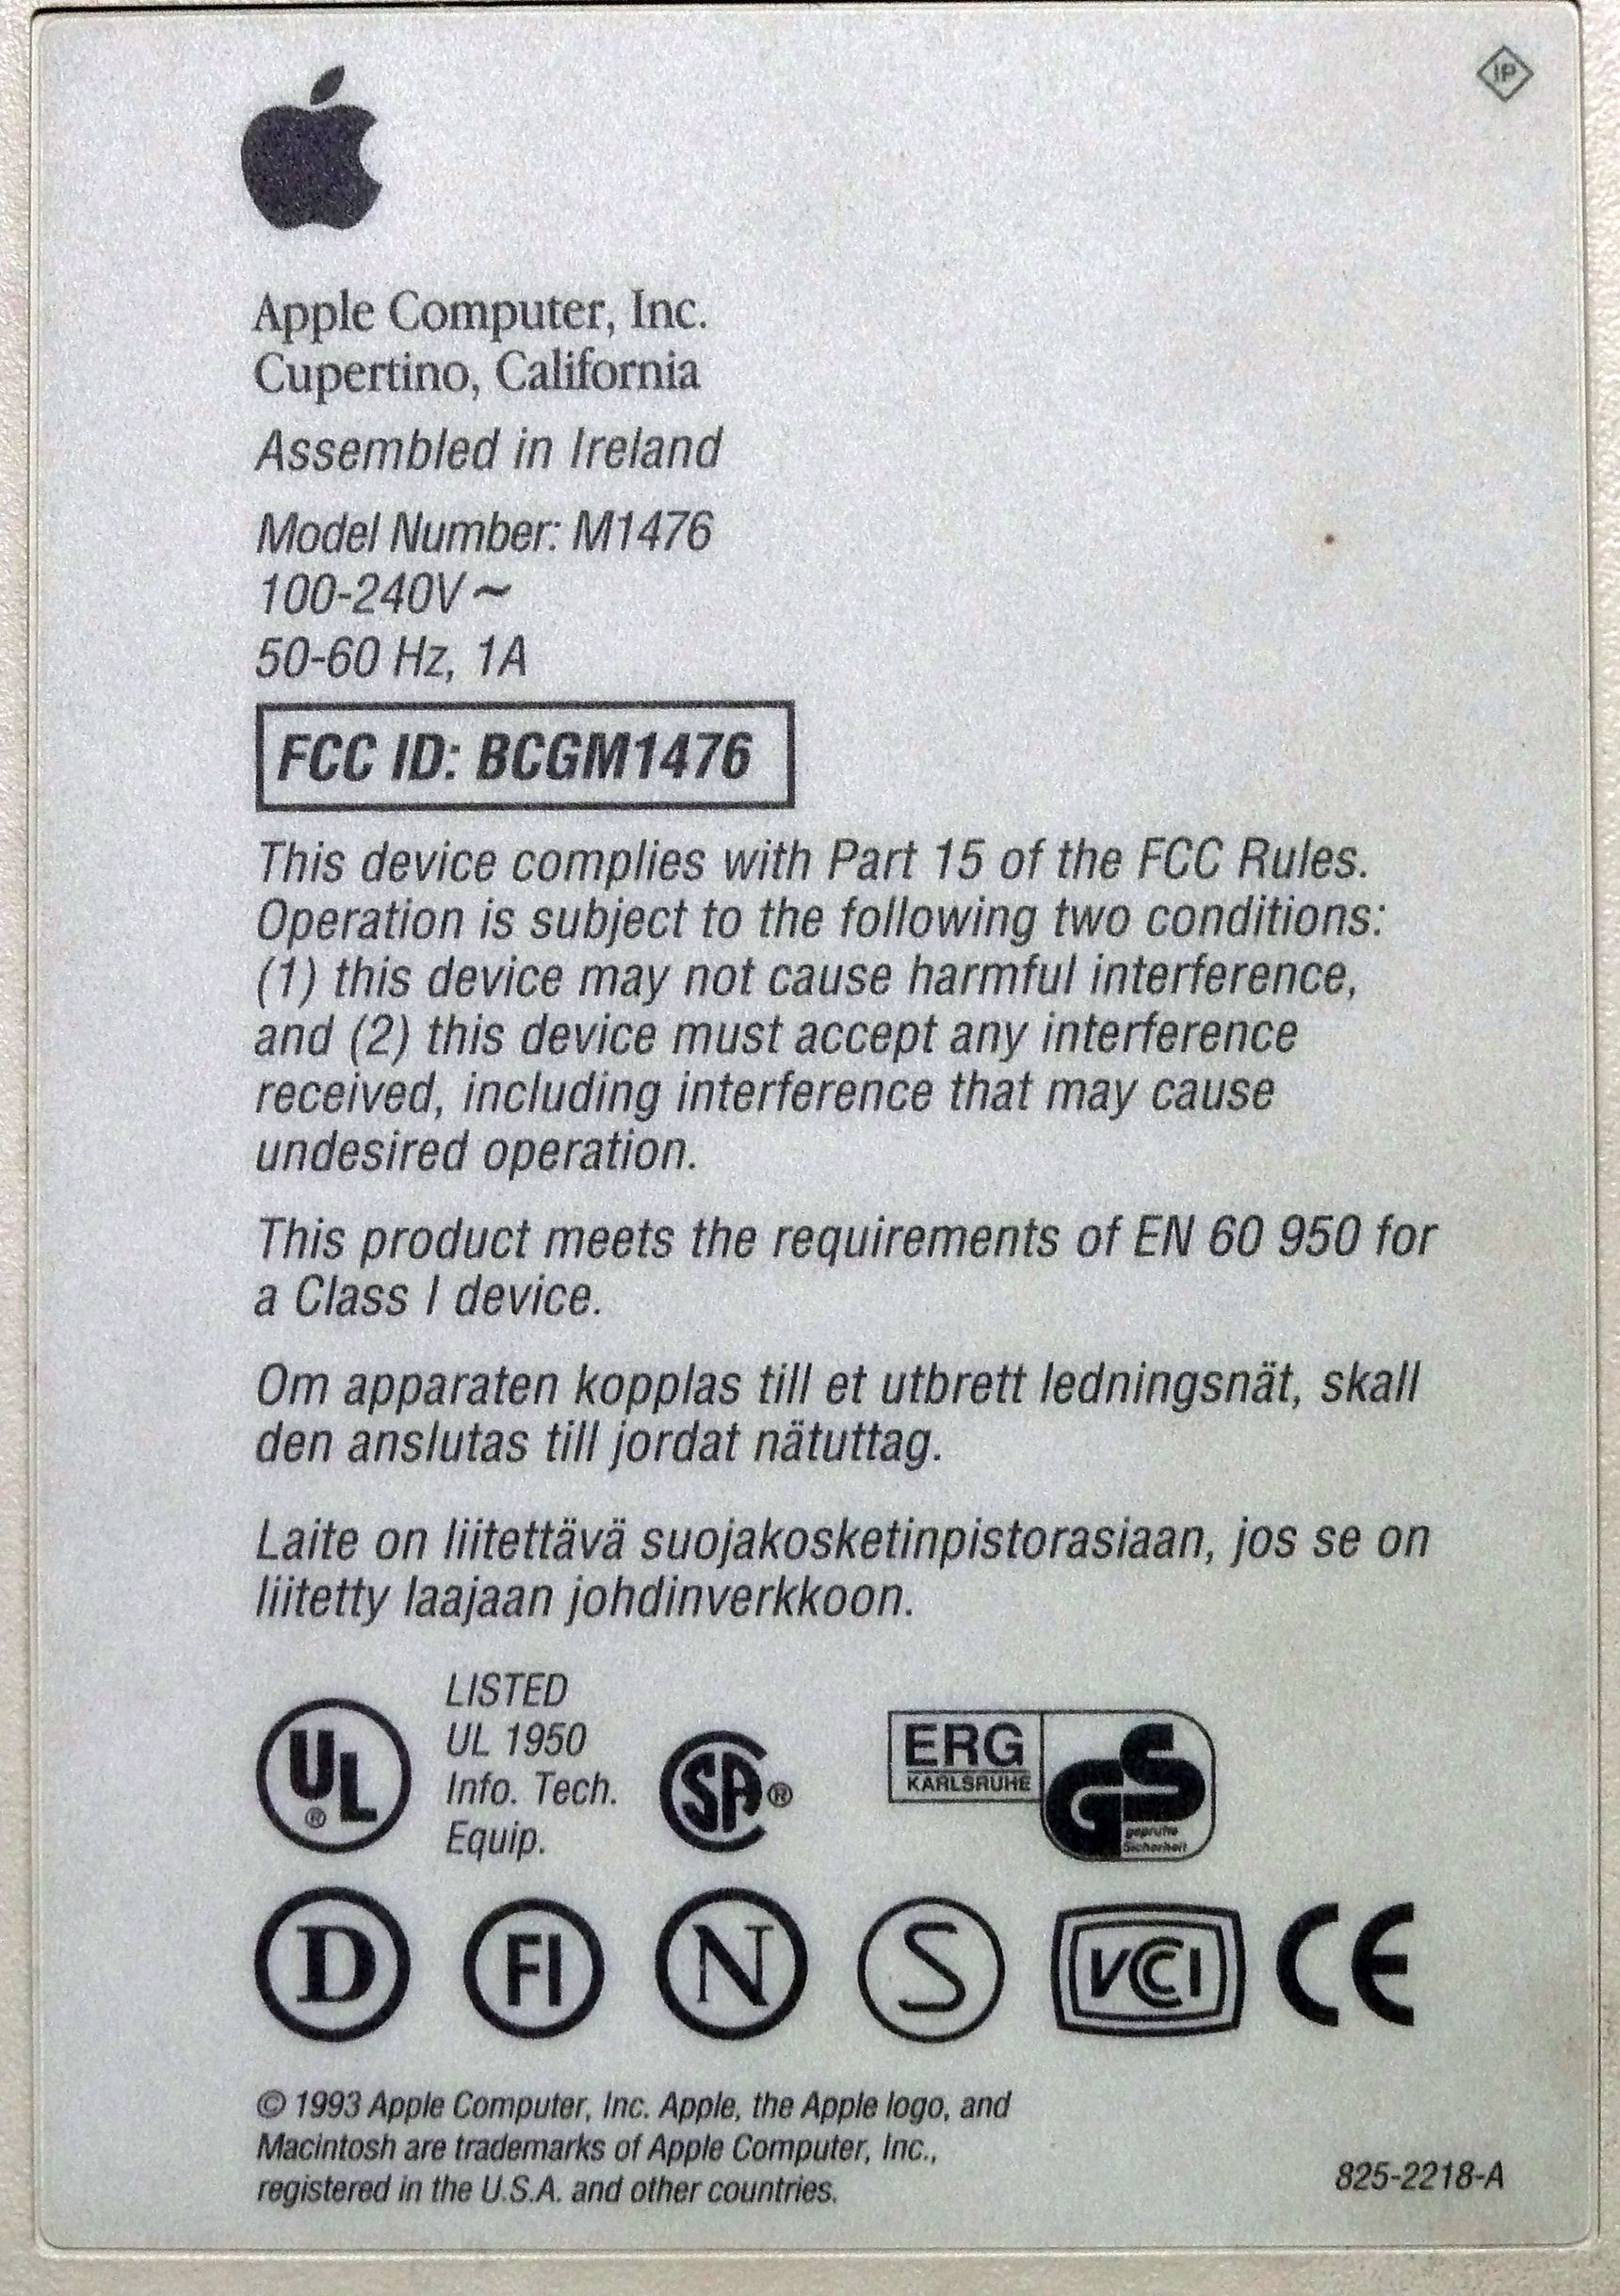 IP
Apple Computer, Inc.
Cupertino, California
Assembled in Ireland
Model Number: M1476
100-240V ~
50-60 Hz, 1A
FCC ID: BCGM1476
This device complies with Part 15 of the FCC Rules.
Operation is subject to the following two conditions:
(1) this device may not cause harmful interference,
and (2) this device must accept any interference
received, including interference that may cause
undesired operation.
This product meets the requirements of EN 60 950 for
a Class I device.
Om apparaten kopplas till et utbrett ledningsnät, skall
den anslutas till jordat nätuttag.
Laite on liitettävä suojakosketinpistorasiaan, jos se on
liitetty laajaan johdinverkkoon.
UL ®
LISTED
UL 1950
Info. Tech.
Equip.
SA ®
ERG
KARLSRUHE
GS
geprüfte
Sicherheit
D FI N S VCCI CE
© 1993 Apple Computer, Inc. Apple, the Apple logo, and
Macintosh are trademarks of Apple Computer, Inc.,
registered in the U.S.A. and other countries.
825-2218-A